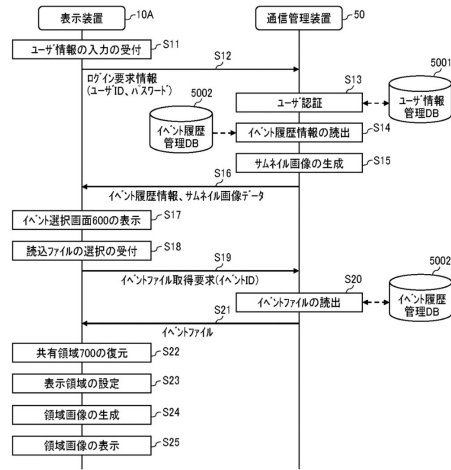 表示装置
10A
通信管理装置
50
ユーザ情報の入力の受付
S11
S12
ログイン要求情報
(ユーザID、パスワード)
S13
5001
ユーザ認証
ユーザ情報
管理DB
5002
イベント履歴
管理DB
S14
イベント履歴情報の読出
S15
サムネイル画像の生成
S16
イベント履歴情報、サムネイル画像データ
S17
イベント選択画面600の表示
S18
読込ファイルの選択の受付
S19
イベントファイル取得要求(イベントID)
S20
5002
イベントファイルの読出
イベント履歴
管理DB
S21
イベントファイル
共有領域700の復元
S22
表示領域の設定
S23
領域画像の生成
S24
領域画像の表示
S25